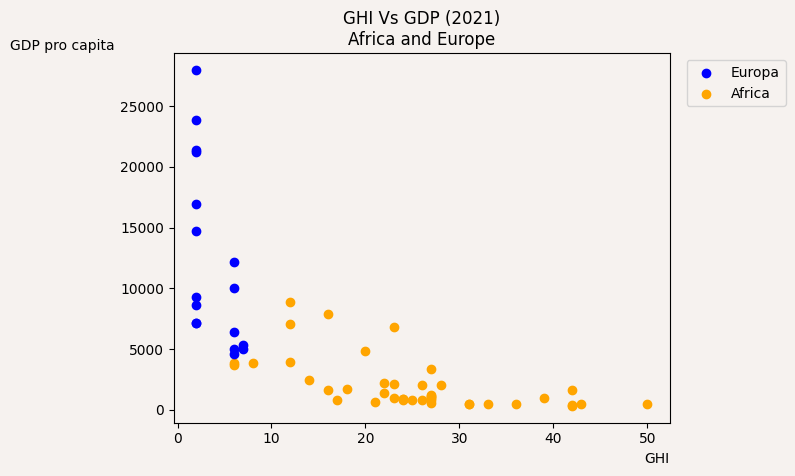 GHI Vs GDP (2021)
Africa and Europe
GDP pro capita
Europa
Africa
25000
20000
15000
10000
5000
0
0 10 20 30 40 50
GHI